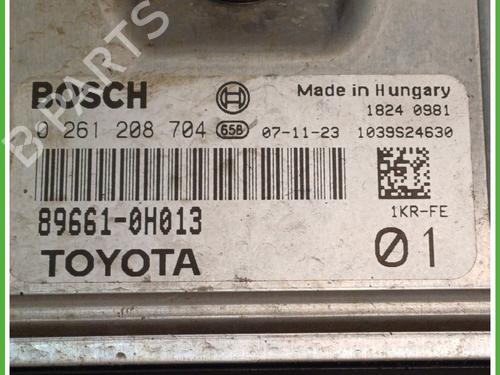 BOSCH
Made in Hungary
1824 0981
0 261 208 704 658 07-11-23 1039S24630
89661-0H013
1KR-FE
TOYOTA
01
B PARTS